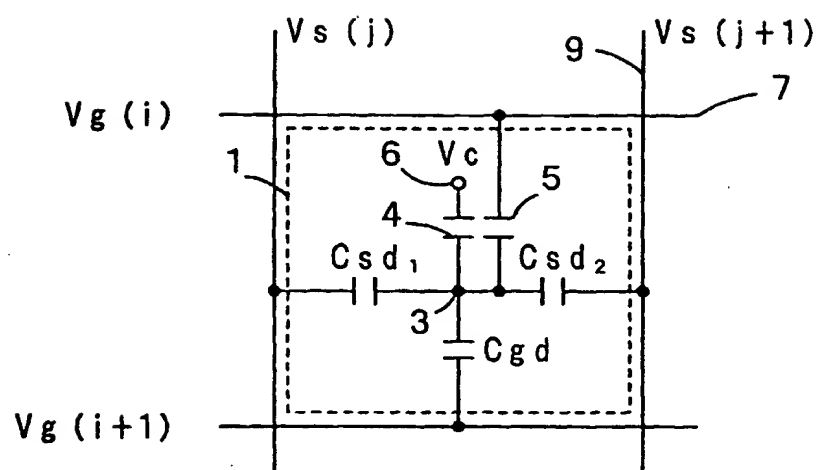 Vs (j)
Vs (j+1)
9
Vg (i)
7
1
6
Vc
5
4
Csd₁
Csd₂
3
Cgd
Vg (i+1)